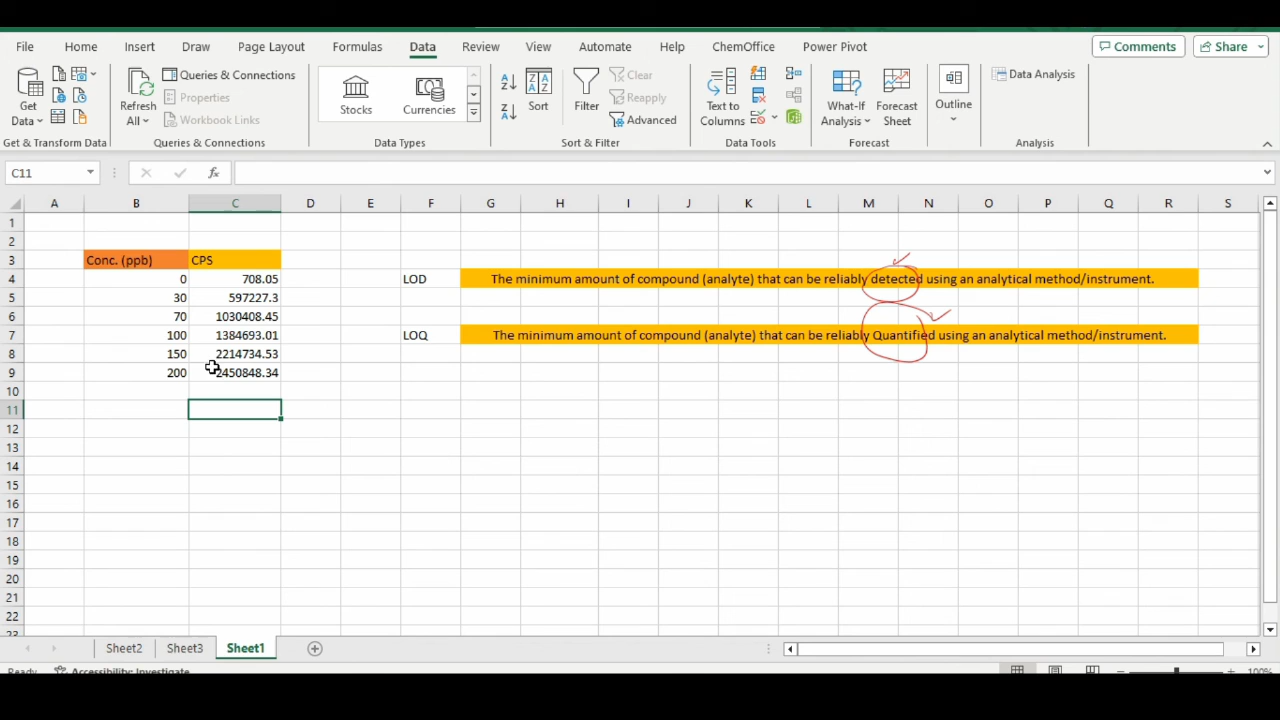 File Home Insert Draw Page Layout Formulas Data Review View Automate Help ChemOffice Power Pivot Comments Share
Get Data
Refresh All
Queries & Connections
Properties
Workbook Links
Stocks
Currencies
Sort
Filter
Clear
Reapply
Advanced
Text to Columns
What-If Analysis
Forecast Sheet
Outline
Data Analysis
Get & Transform Data Queries & Connections Data Types Sort & Filter Data Tools Forecast Analysis
C11 fx
A B C D E F G H I J K L M N O P Q R S
1
2
3 Conc. (ppb) CPS
4 0 708.05 LOD The minimum amount of compound (analyte) that can be reliably detected using an analytical method/instrument.
5 30 597227.3
6 70 1030408.45
7 100 1384693.01 LOQ The minimum amount of compound (analyte) that can be reliably Quantified using an analytical method/instrument.
8 150 2214734.53
9 200 2450848.34
10
11
12
13
14
15
16
17
18
19
20
21
22
23
Sheet2 Sheet3 Sheet1
Ready Accessibility: Investigate 100%